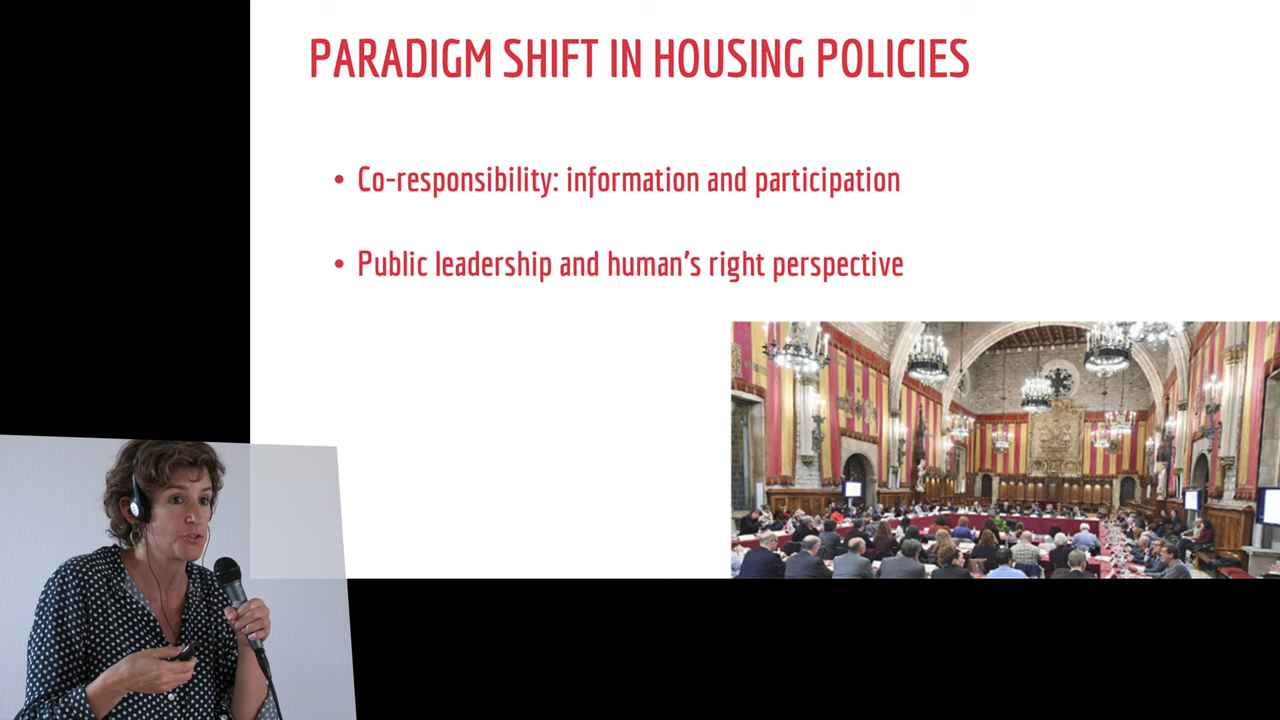 PARADIGM SHIFT IN HOUSING POLICIES
• Co-responsibility: information and participation
• Public leadership and human's right perspective